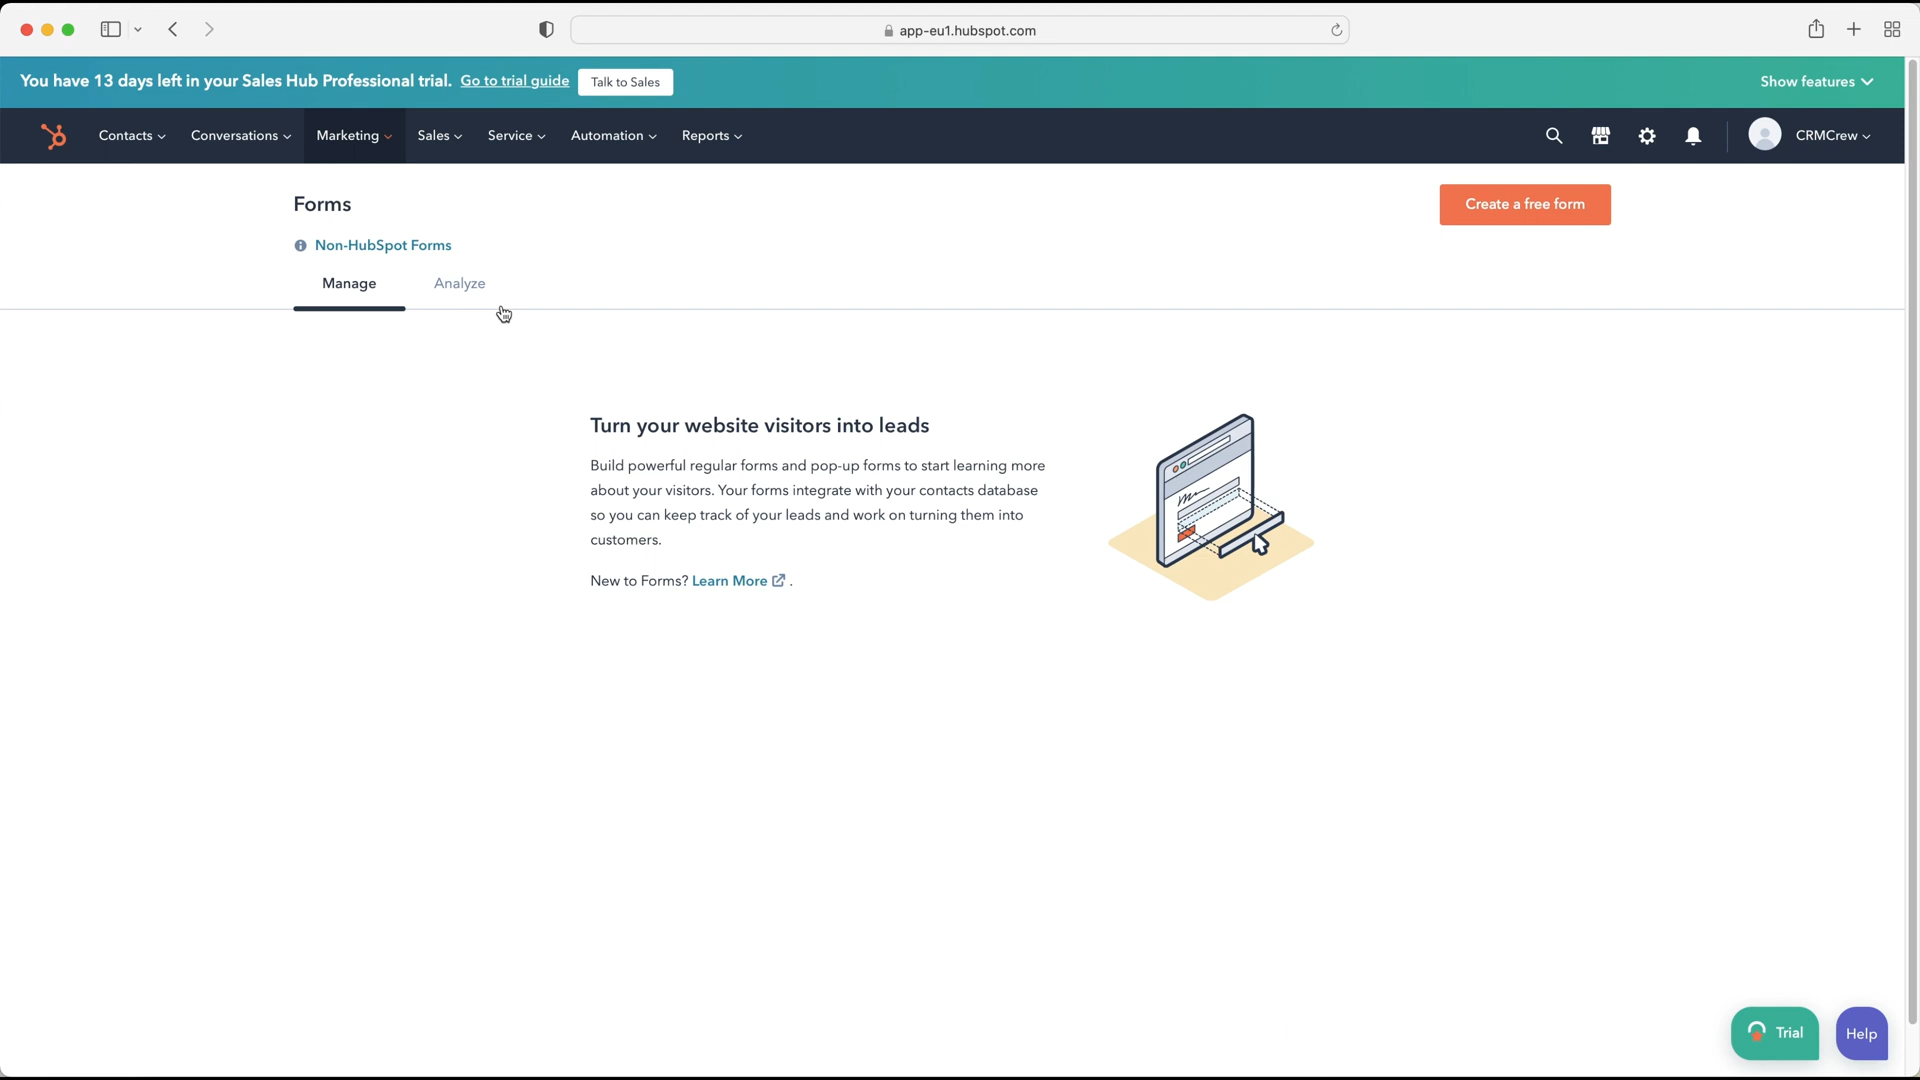 app-eu1.hubspot.com
You have 13 days left in your Sales Hub Professional trial. Go to trial guide Talk to Sales Show features
Contacts Conversations Marketing Sales Service Automation Reports CRMCrew
Forms
Create a free form
Non-HubSpot Forms
Manage Analyze
Turn your website visitors into leads
Build powerful regular forms and pop-up forms to start learning more
about your visitors. Your forms integrate with your contacts database
so you can keep track of your leads and work on turning them into
customers.
New to Forms? Learn More .
Trial Help